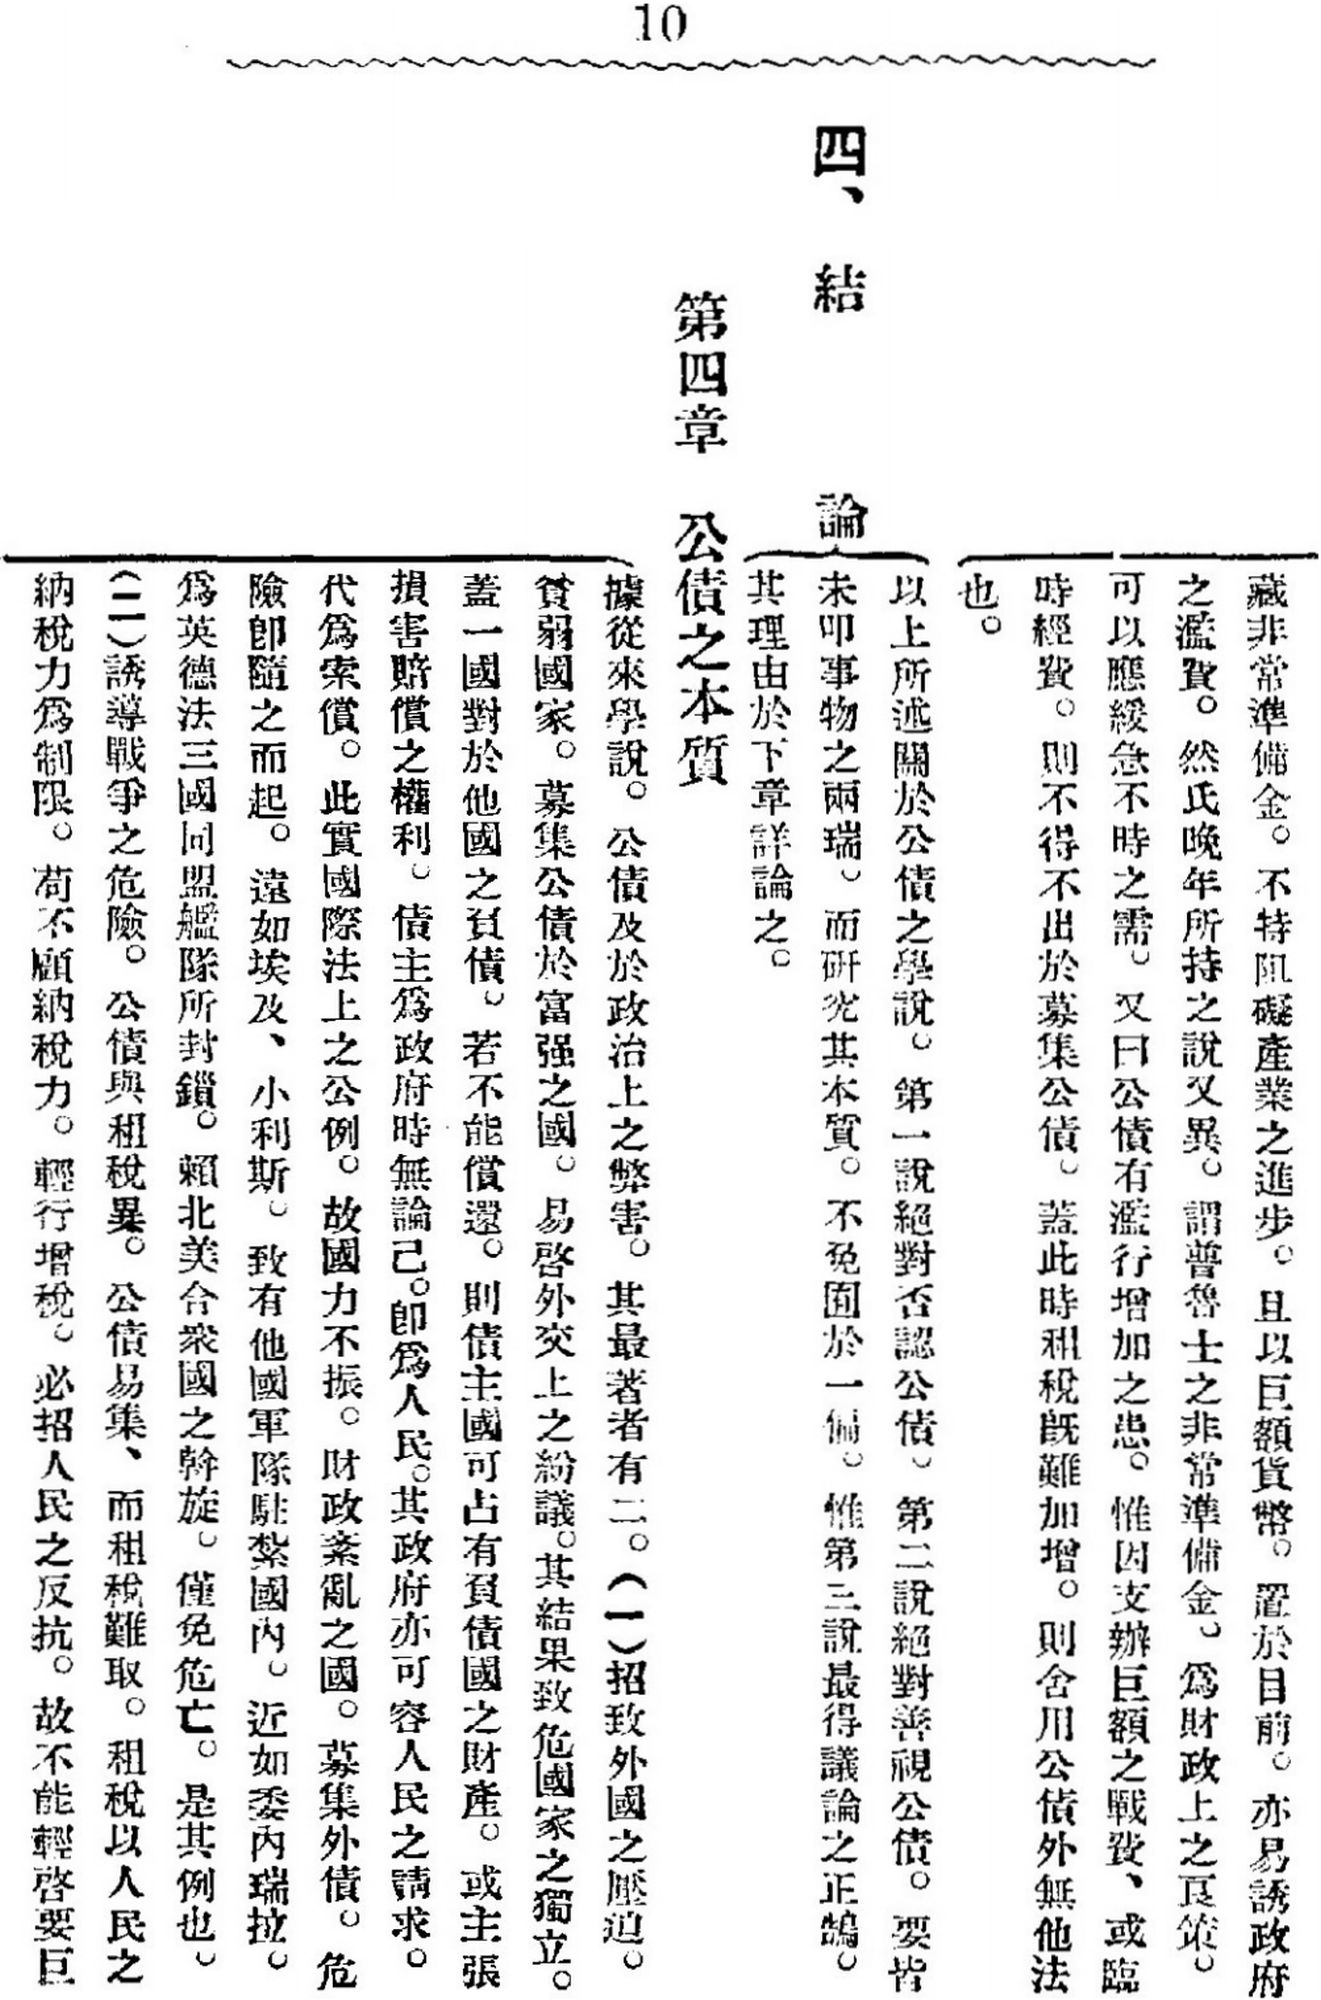 10
藏非常準備金。不特阻礙產業之進步。且以巨額貨幣。置於目前。亦易誘政府
之濫費。然氏晚年所持之說又異。謂普魯士之非常準備金。爲財政上之良策。
可以應緩急不時之需。又曰公債有濫行增加之患。惟因支辦巨額之戰費、或臨
時經費。則不得不出於募集公債。蓋此時租稅旣難加增。則舍用公債外無他法
也。
四、結論
以上所述關於公債之學說。第一說絕對否認公債。第二說絕對善視公債。要皆
未叩事物之兩瑞。而研究其本質。不免囿於一偏。惟第三說最得議論之正鵠。
其理由於下章詳論之。
第四章 公債之本質
據從來學說。公債及於政治上之弊害。其最著者有二。(一)招致外國之壓迫。
貧弱國家。募集公債於富强之國。易啓外交上之紛議。其結果致危國家之獨立。
蓋一國對於他國之負債。若不能償還。則債主國可占有負債國之財產。或主張
損害賠償之權利。債主爲政府時無論己。卽爲人民。其政府亦可容人民之請求。
代爲索償。此實國際法上之公例。故國力不振。財政紊亂之國。募集外債。危
險卽隨之而起。遠如埃及、小利斯。致有他國軍隊駐紮國內。近如委內瑞拉。
爲英德法三國同盟艦隊所封鎖。賴北美合衆國之斡旋。僅免危亡。是其例也。
(二)誘導戰爭之危險。公債與租稅異。公債易集、而租稅難取。租稅以人民之
納稅力爲制限。苟不顧納稅力。輕行增稅。必招人民之反抗。故不能輕啓要巨